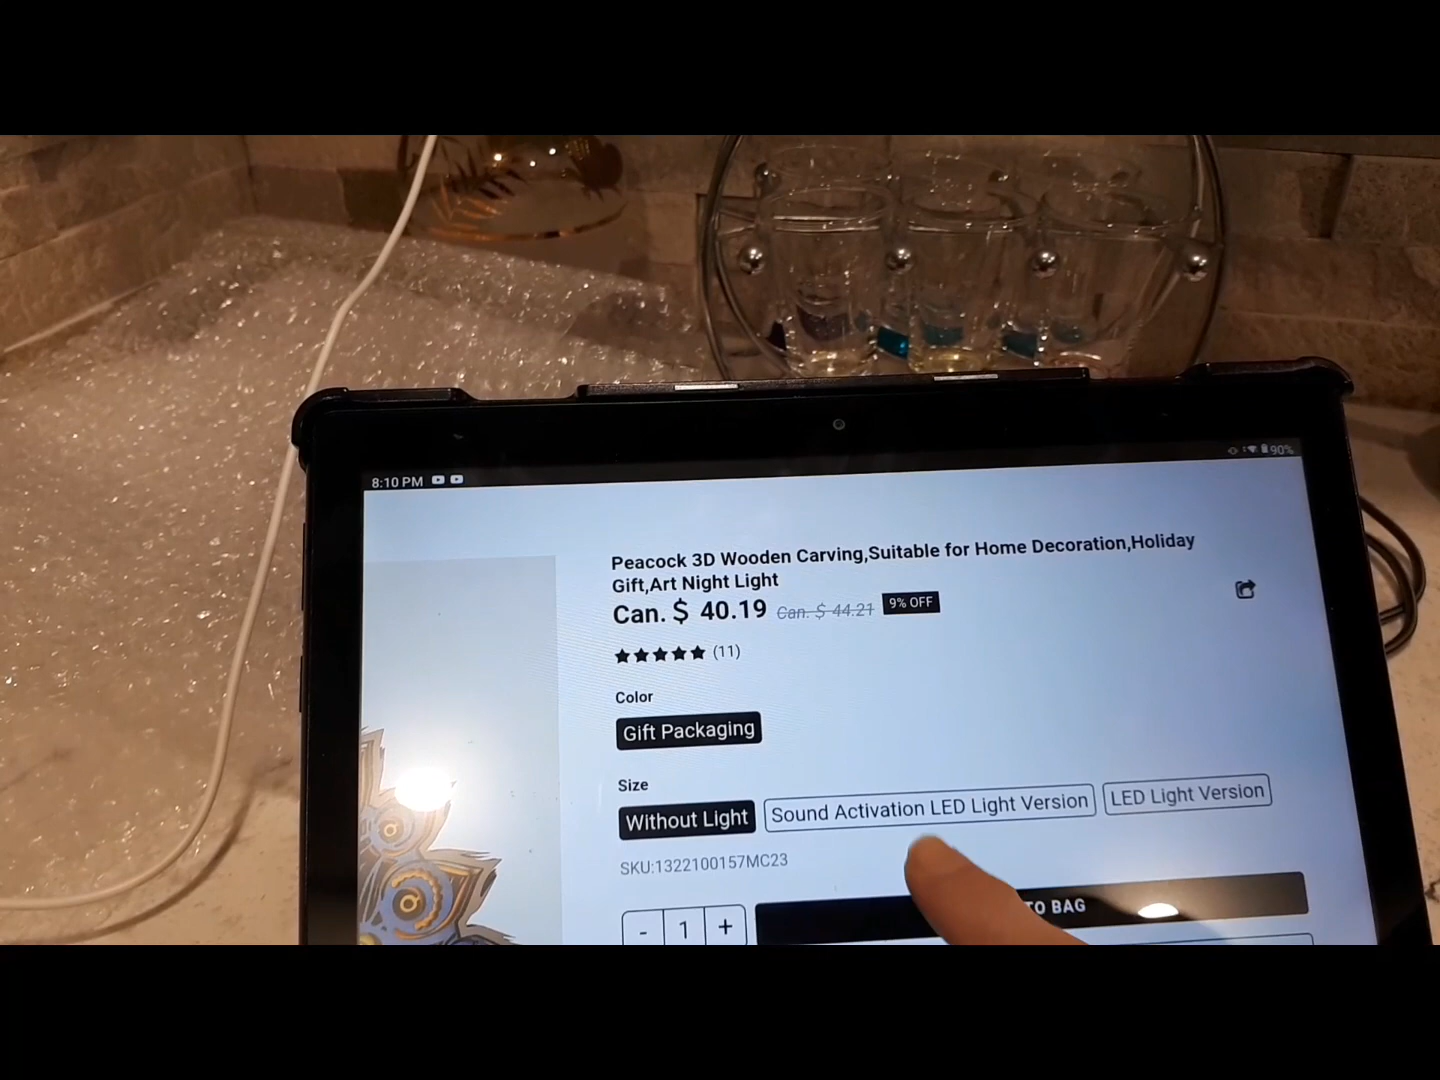 8:10 PM
90%
Peacock 3D Wooden Carving,Suitable for Home Decoration,Holiday
Gift,Art Night Light
Can. $ 40.19 Can. $ 44.21 9% OFF
(11)
Color
Gift Packaging
Size
Without Light Sound Activation LED Light Version LED Light Version
SKU:1322100157MC23
- 1 + TO BAG